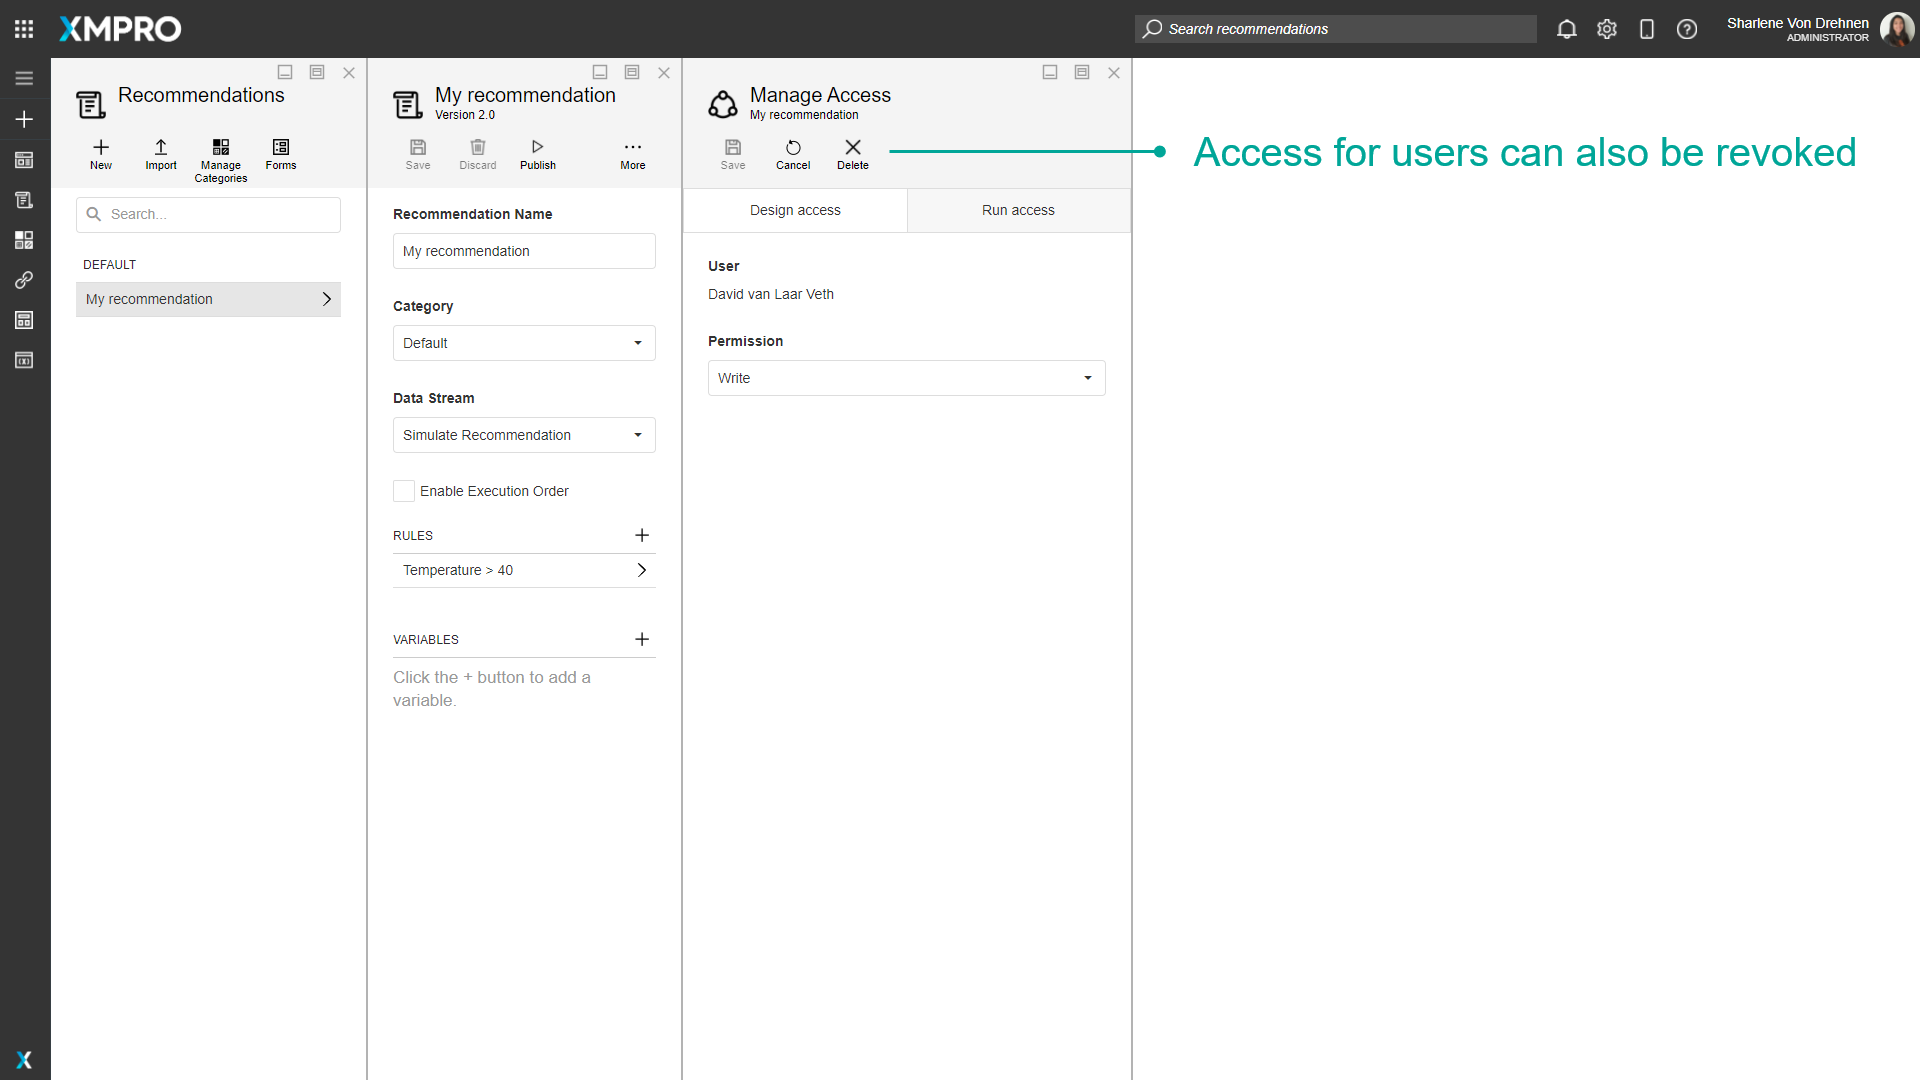 XMPRO
Search recommendations
Sharlene Von Drehnen
ADMINISTRATOR
Recommendations
New
Import
Manage
Categories
Forms
Search...
DEFAULT
My recommendation
My recommendation
Version 2.0
Save
Discard
Publish
More
Recommendation Name
My recommendation
Category
Default
Data Stream
Simulate Recommendation
Enable Execution Order
RULES
Temperature > 40
VARIABLES
Click the + button to add a
variable.
Manage Access
My recommendation
Save
Cancel
Delete
Design access
Run access
User
David van Laar Veth
Permission
Write
Access for users can also be revoked